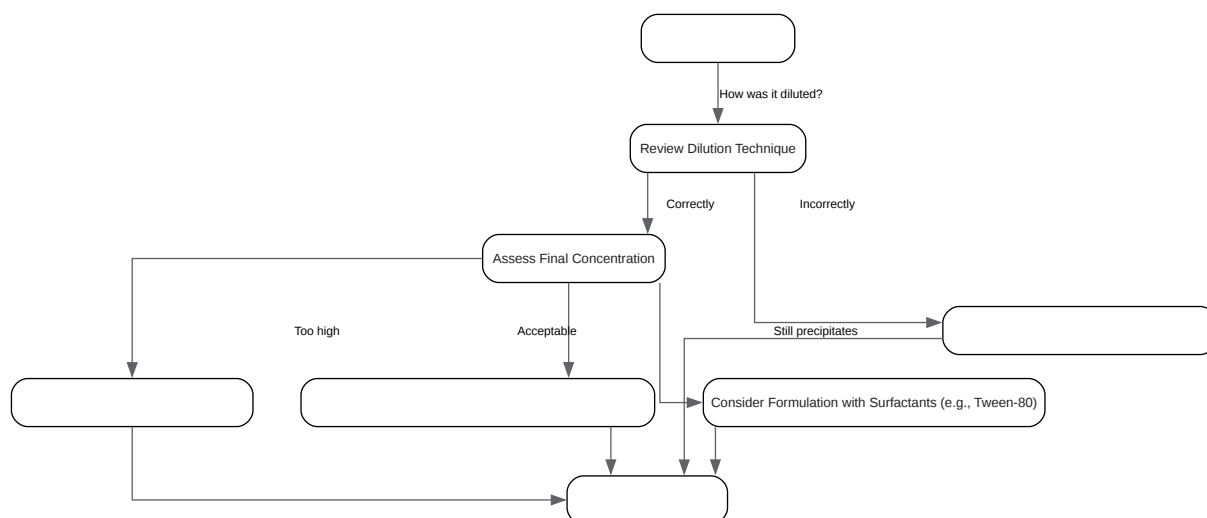 How was it diluted?
Review Dilution Technique
Correctly
Incorrectly
Assess Final Concentration
Too high
Acceptable
Still precipitates
Consider Formulation with Surfactants (e.g., Tween-80)